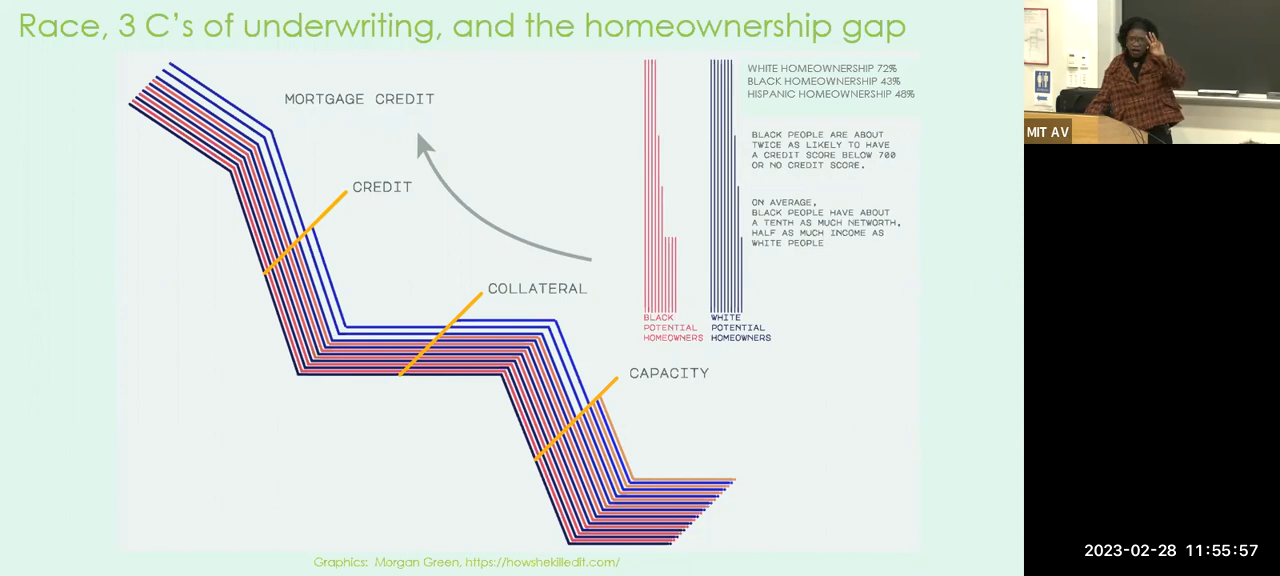 Race, 3 C's of underwriting, and the homeownership gap
MORTGAGE CREDIT
CREDIT
COLLATERAL
CAPACITY
WHITE HOMEOWNERSHIP 72%
BLACK HOMEOWNERSHIP 43%
HISPANIC HOMEOWNERSHIP 48%
BLACK PEOPLE ARE ABOUT
TWICE AS LIKELY TO HAVE
A CREDIT SCORE BELOW 700
OR NO CREDIT SCORE.
ON AVERAGE,
BLACK PEOPLE HAVE ABOUT
A TENTH AS MUCH NETWORTH,
HALF AS MUCH INCOME AS
WHITE PEOPLE
BLACK
POTENTIAL
HOMEOWNERS
WHITE
POTENTIAL
HOMEOWNERS
Graphics: Morgan Green, https://howshekilledit.com/
MIT AV
2023-02-28 11:55:57